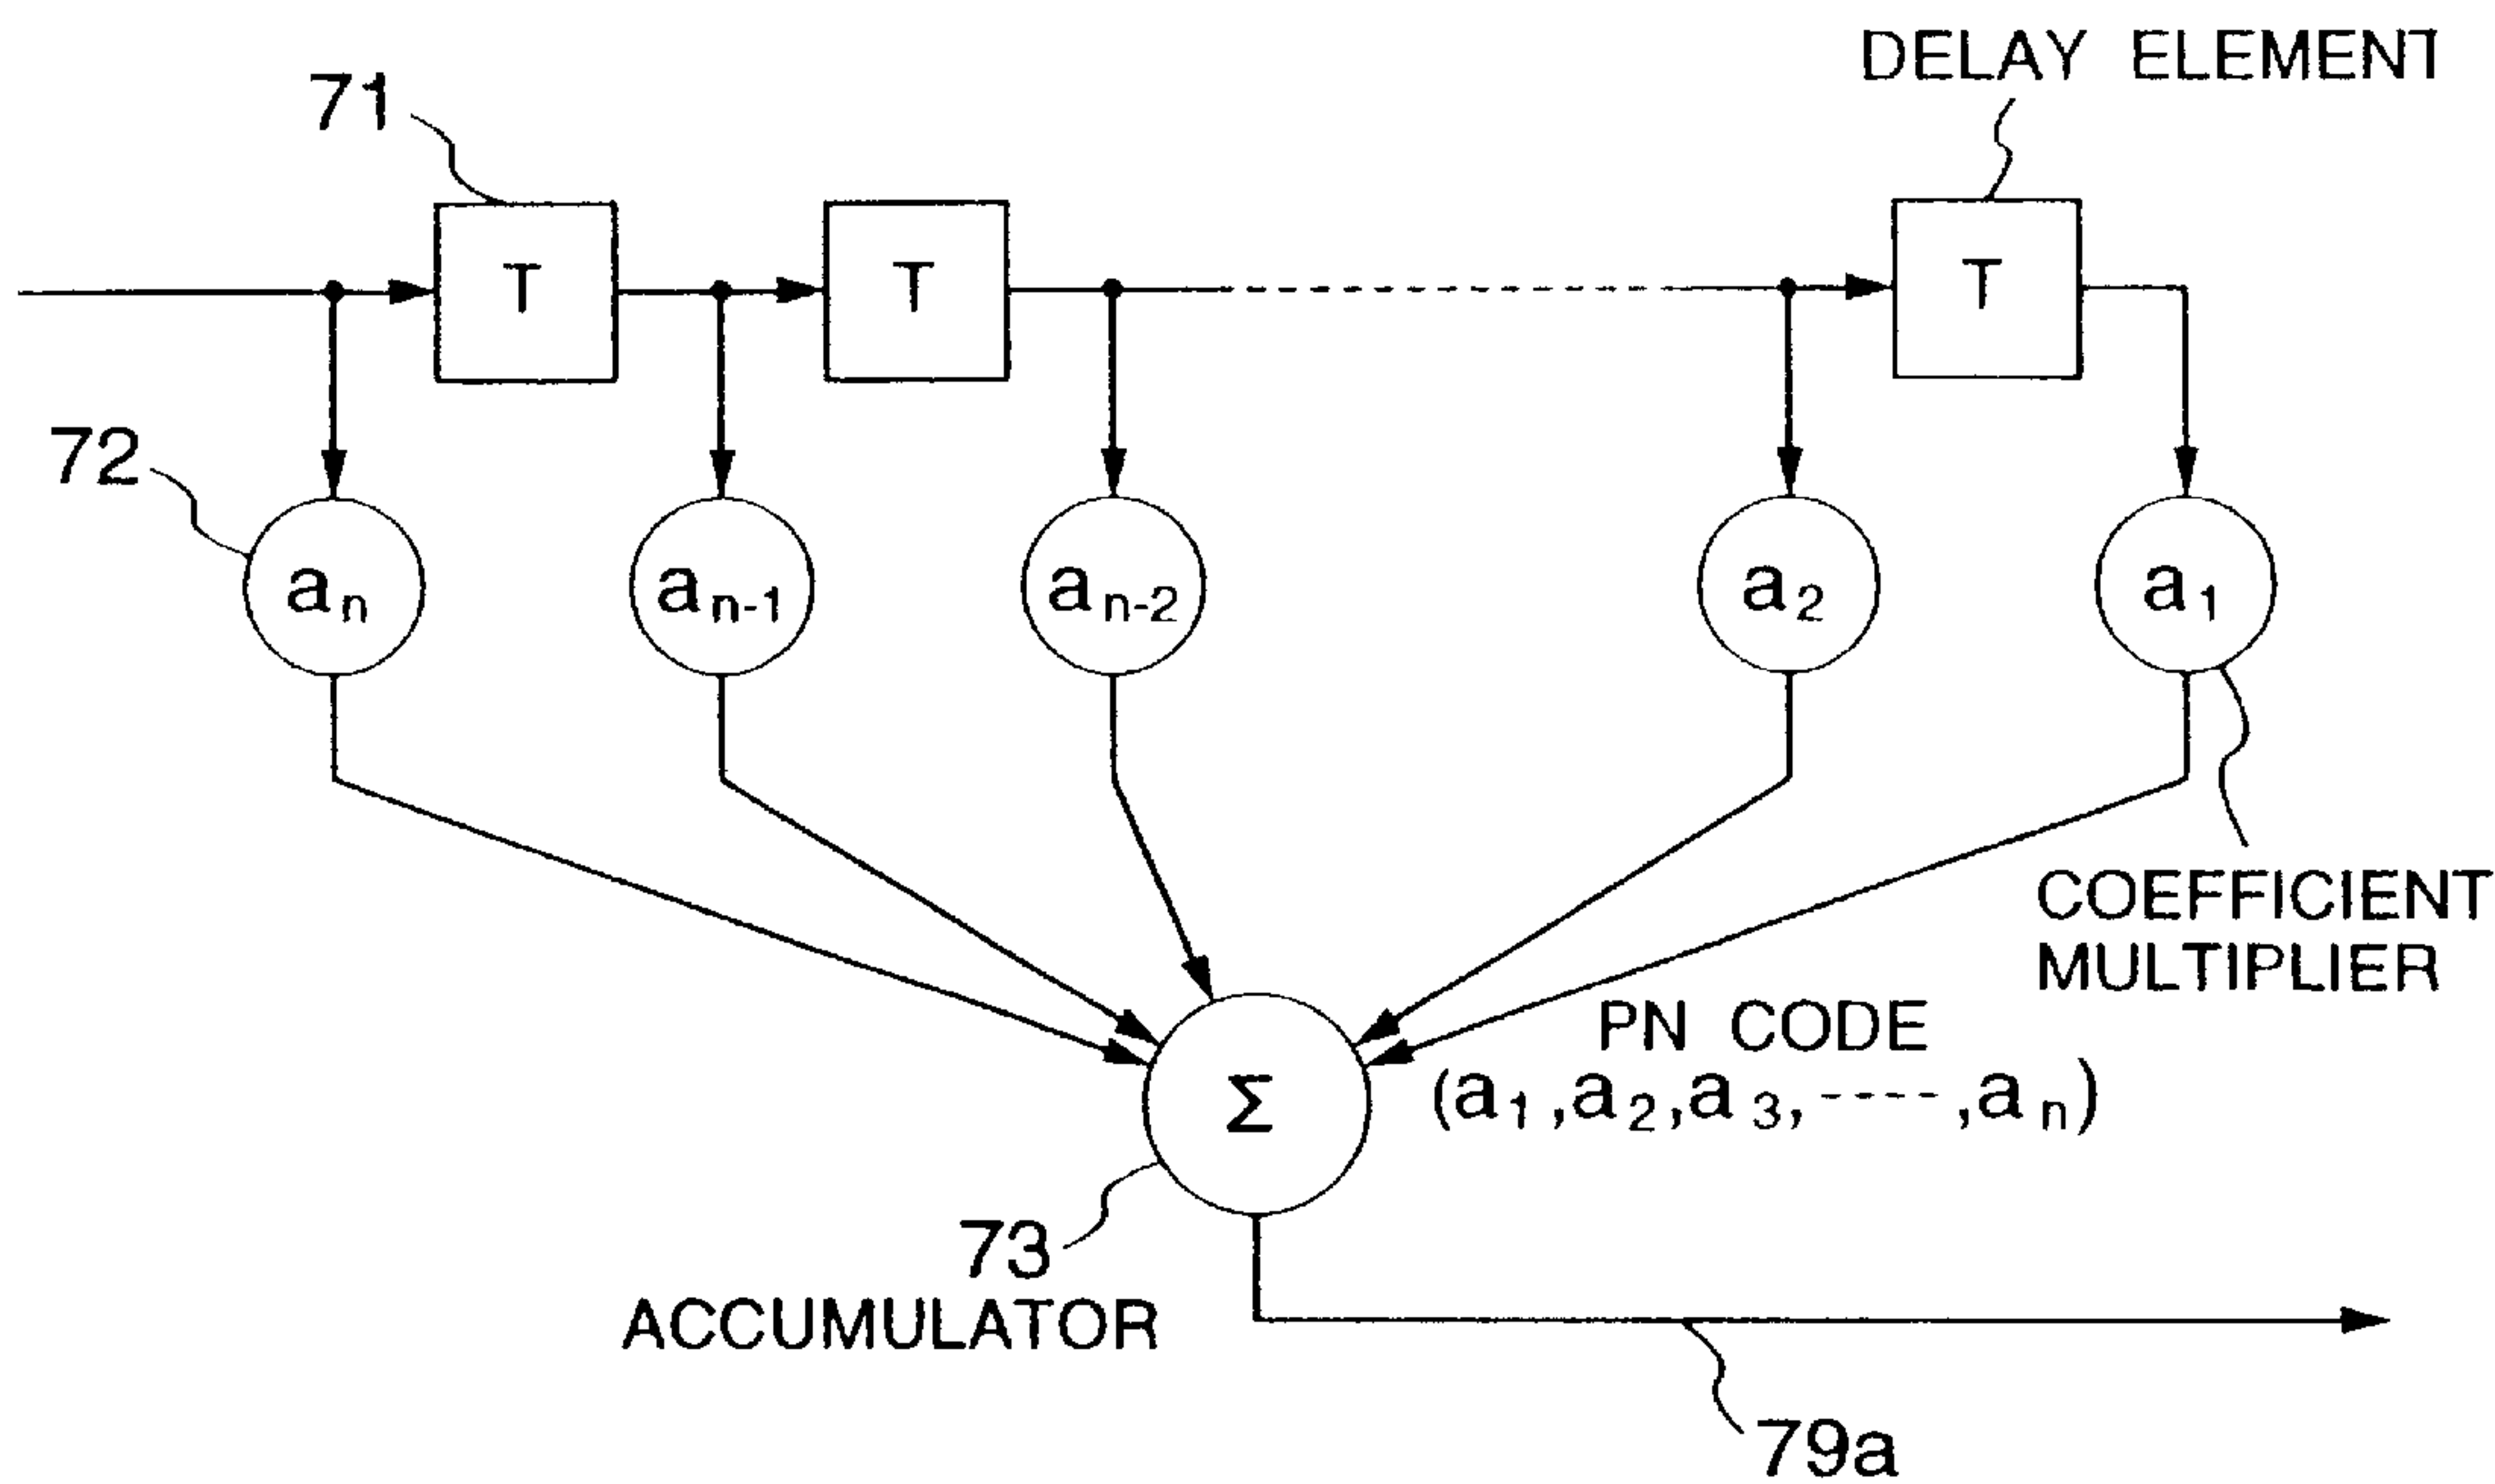 DELAY ELEMENT
71
T
T
T
72
an
an-1
an-2
a2
a1
COEFFICIENT
MULTIPLIER
PN CODE
(a1,a2,a3,----,an)
Σ
73
ACCUMULATOR
79a